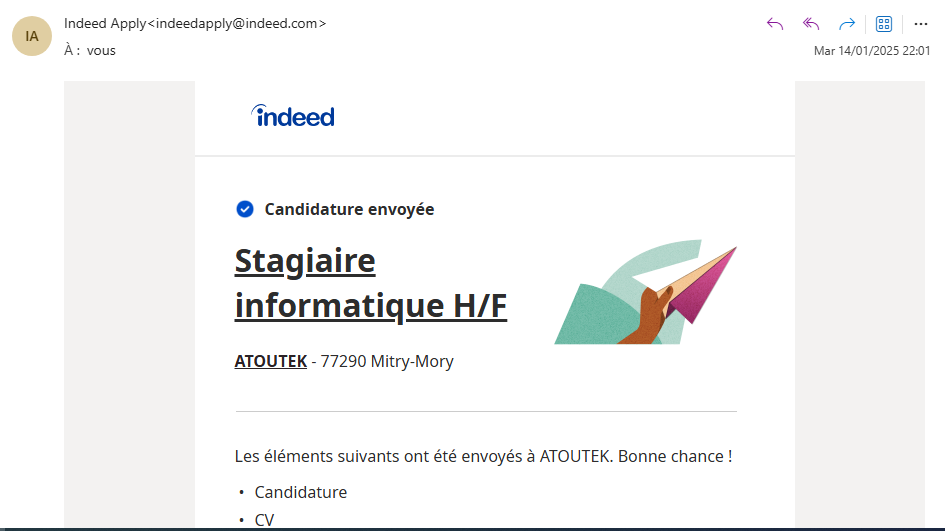 Indeed Apply<indeedapply@indeed.com>
IA
À : vous
Mar 14/01/2025 22:01
indeed
Candidature envoyée
Stagiaire
informatique H/F
ATOUTEK - 77290 Mitry-Mory
Les éléments suivants ont été envoyés à ATOUTEK. Bonne chance !
• Candidature
• CV